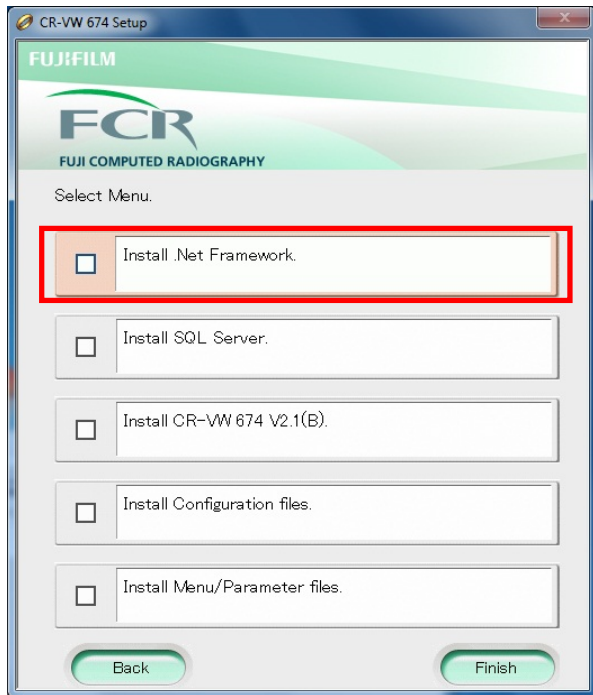 CR-VW 674 Setup
FUJIFILM
FCR
FUJI COMPUTED RADIOGRAPHY
Select Menu.
Install .Net Framework.
Install SQL Server.
Install CR-VW 674 V2.1(B).
Install Configuration files.
Install Menu/Parameter files.
Back
Finish